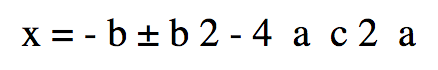 x = - b ± b 2 - 4 a c 2 a